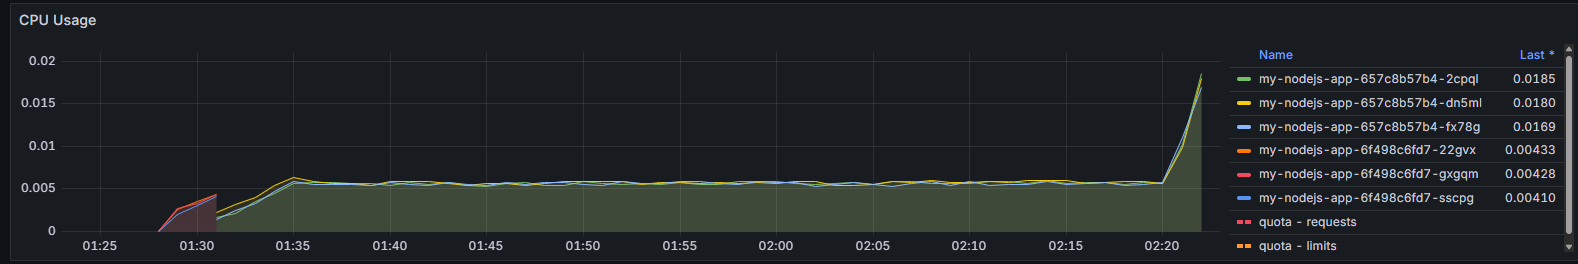 CPU Usage
0.02
0.015
0.01
0.005
0
01:25 01:30 01:35 01:40 01:45 01:50 01:55 02:00 02:05 02:10 02:15 02:20
Name Last *
my-nodejs-app-657c8b57b4-2cpql 0.0185
my-nodejs-app-657c8b57b4-dn5ml 0.0180
my-nodejs-app-657c8b57b4-fx78g 0.0169
my-nodejs-app-6f498c6fd7-22gvx 0.00433
my-nodejs-app-6f498c6fd7-gxgqm 0.00428
my-nodejs-app-6f498c6fd7-sscpg 0.00410
quota - requests
quota - limits